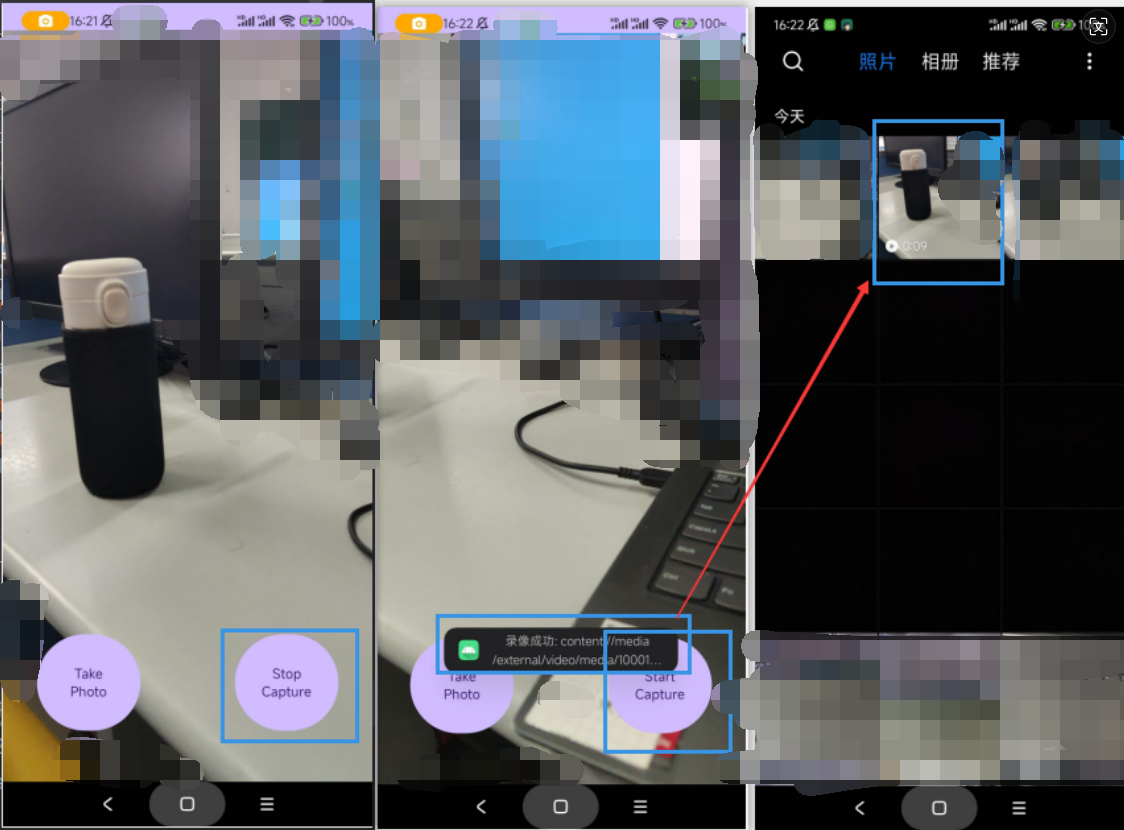 16:21
100%
Take
Photo
Stop
Capture
16:22
100%
录像成功: content://media
/external/video/media/10001...
Take
Photo
Start
Capture
16:22
照片 相册 推荐
今天
0:09